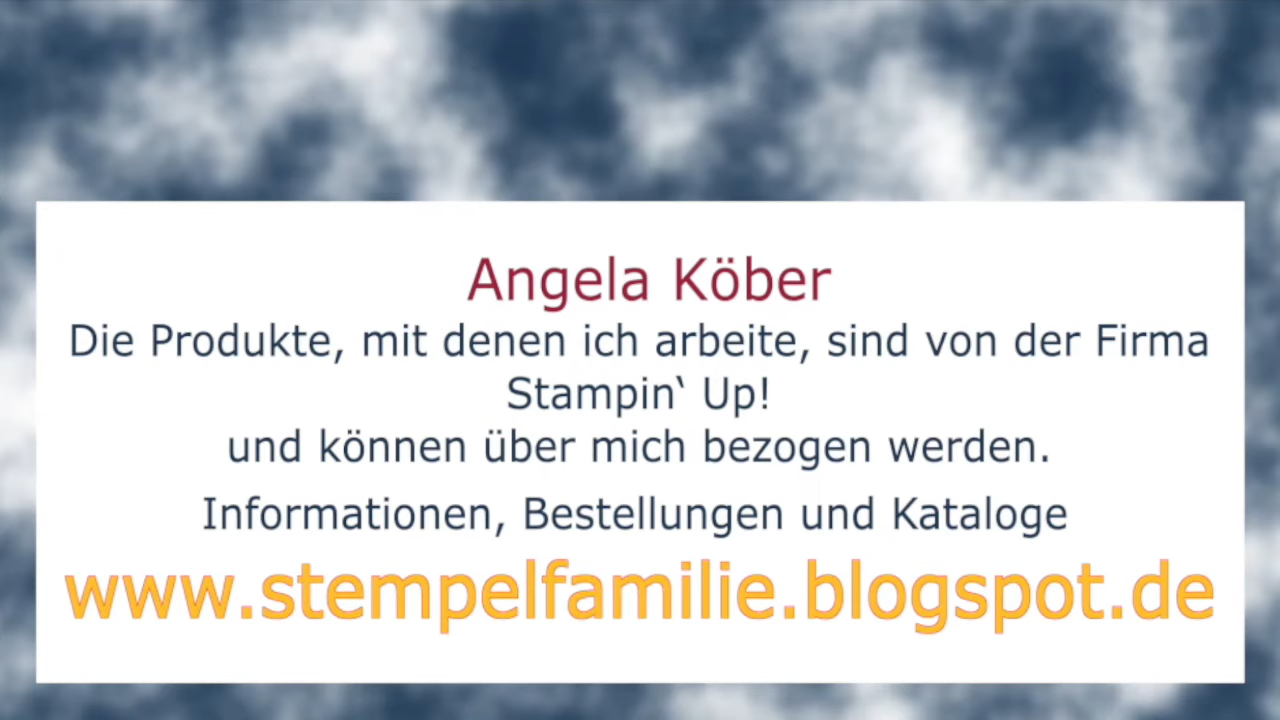 Angela Köber
Die Produkte, mit denen ich arbeite, sind von der Firma
Stampin‛ Up!
und können über mich bezogen werden.
Informationen, Bestellungen und Kataloge
www.stempelfamilie.blogspot.de